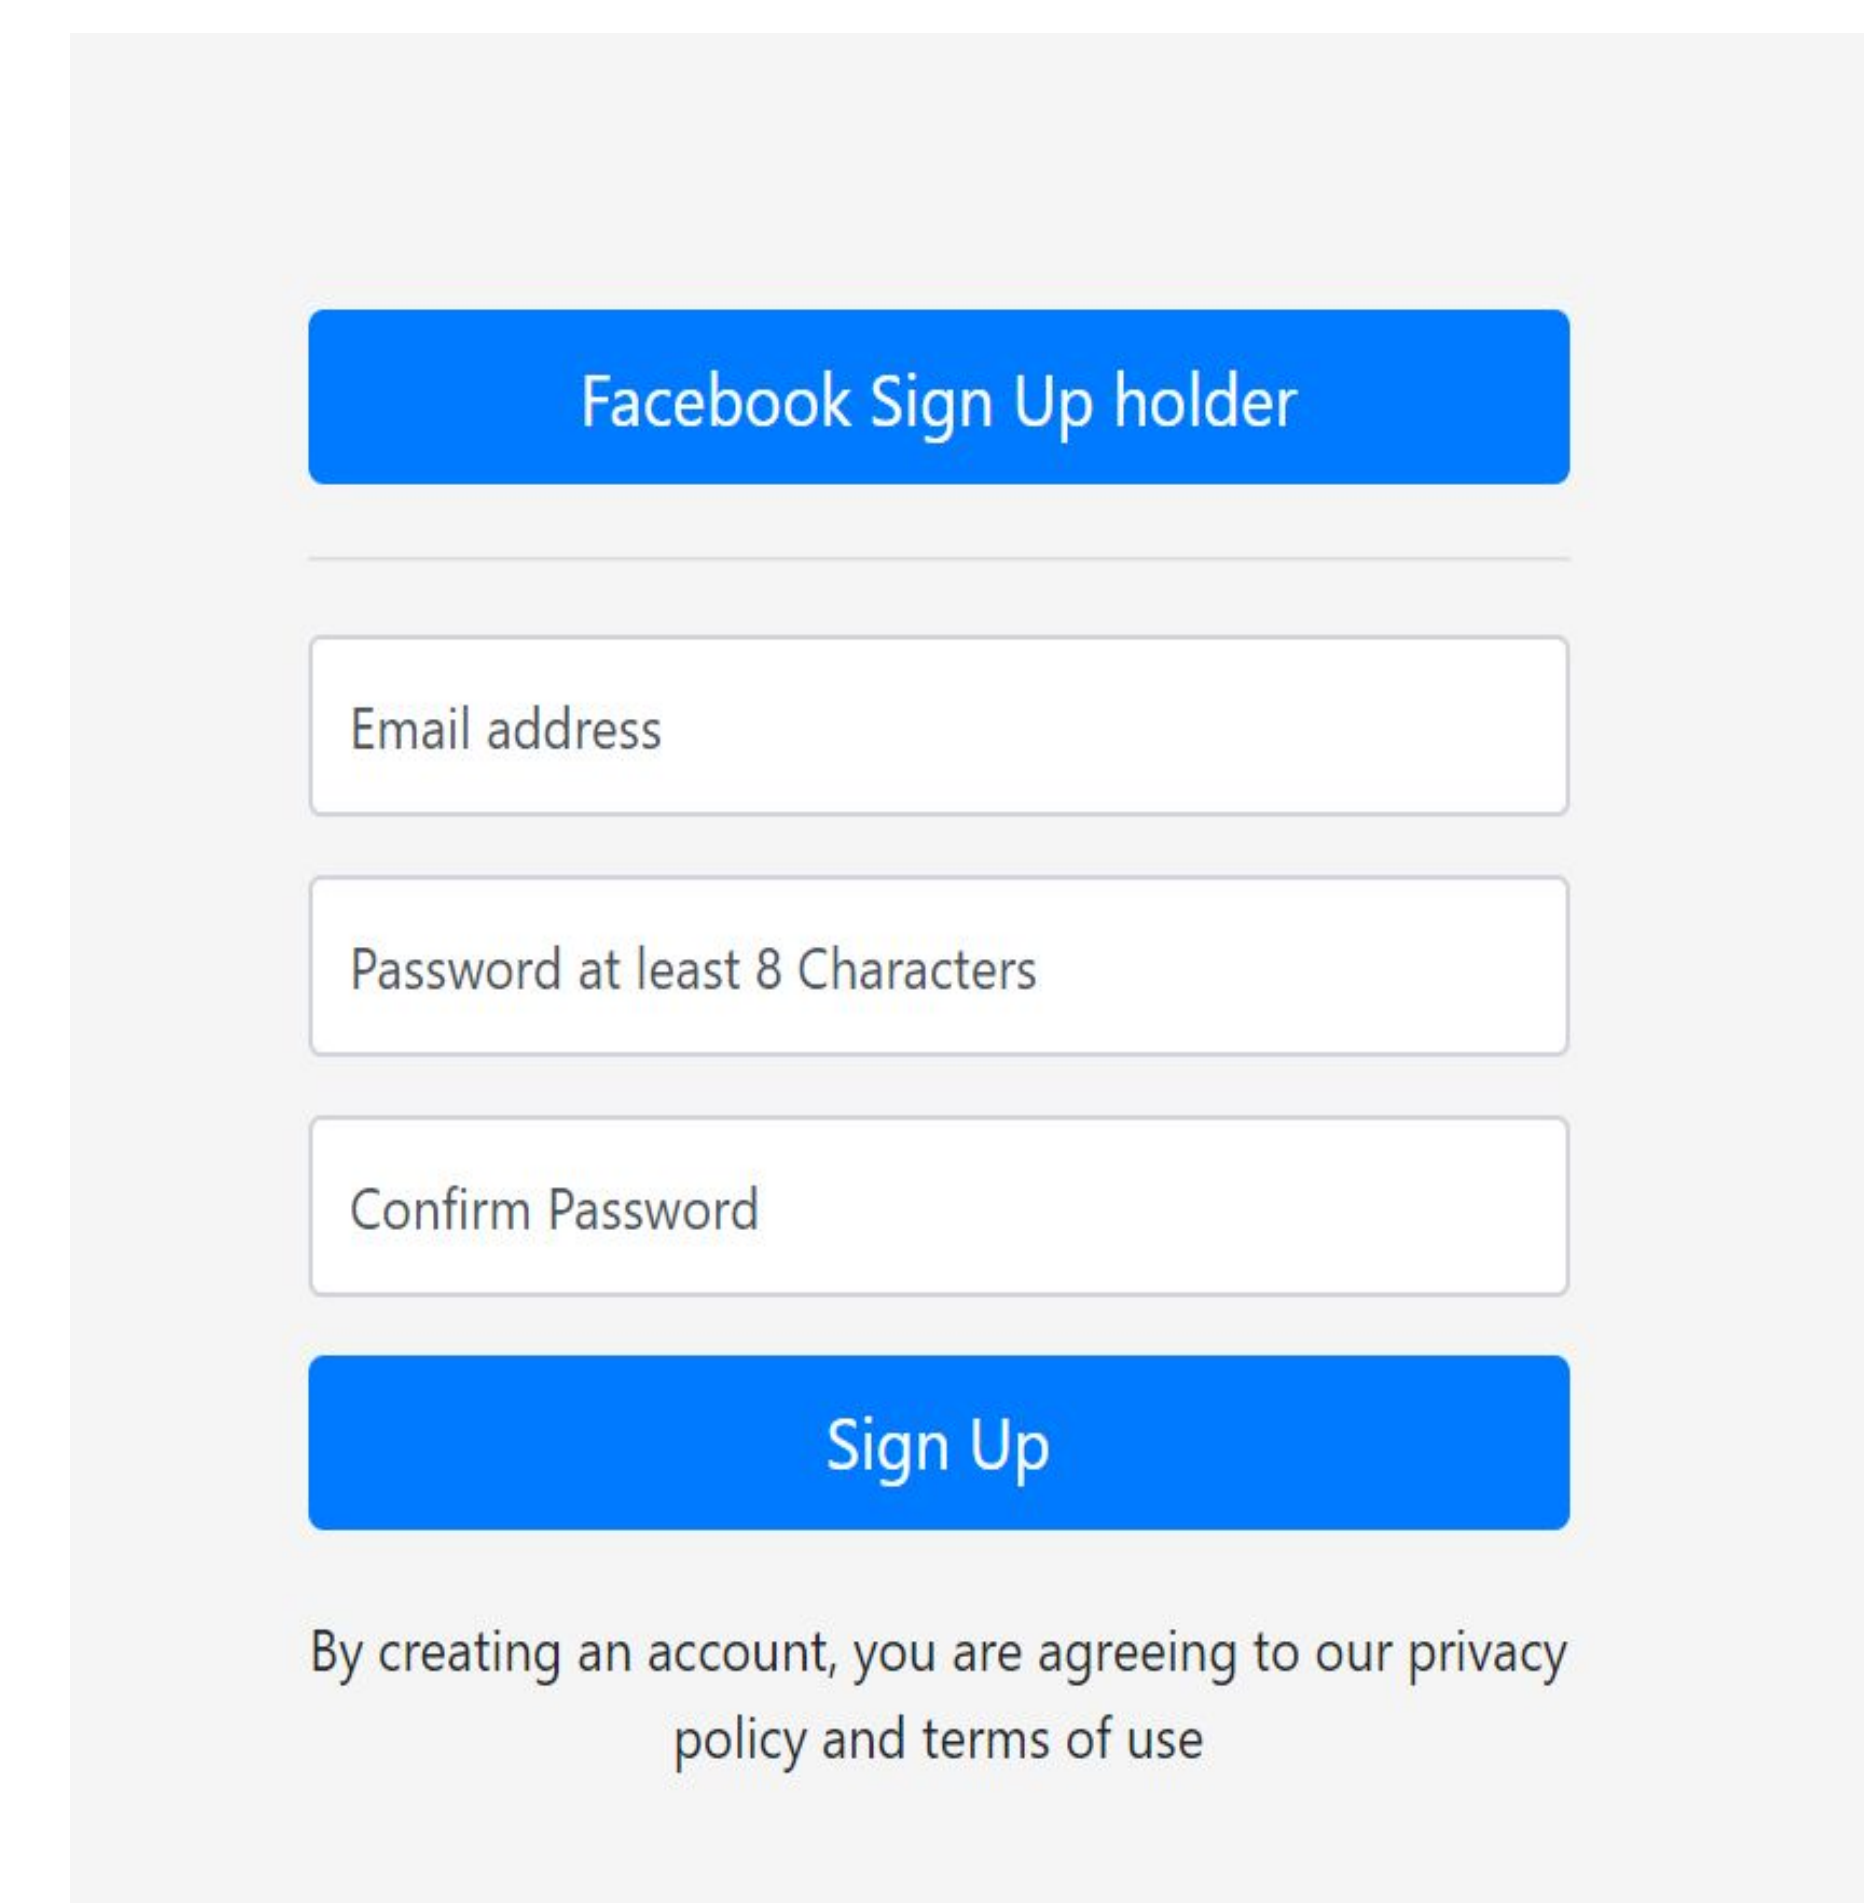 Facebook Sign Up holder
Email address
Password at least 8 Characters
Confirm Password
Sign Up
By creating an account, you are agreeing to our privacy
policy and terms of use